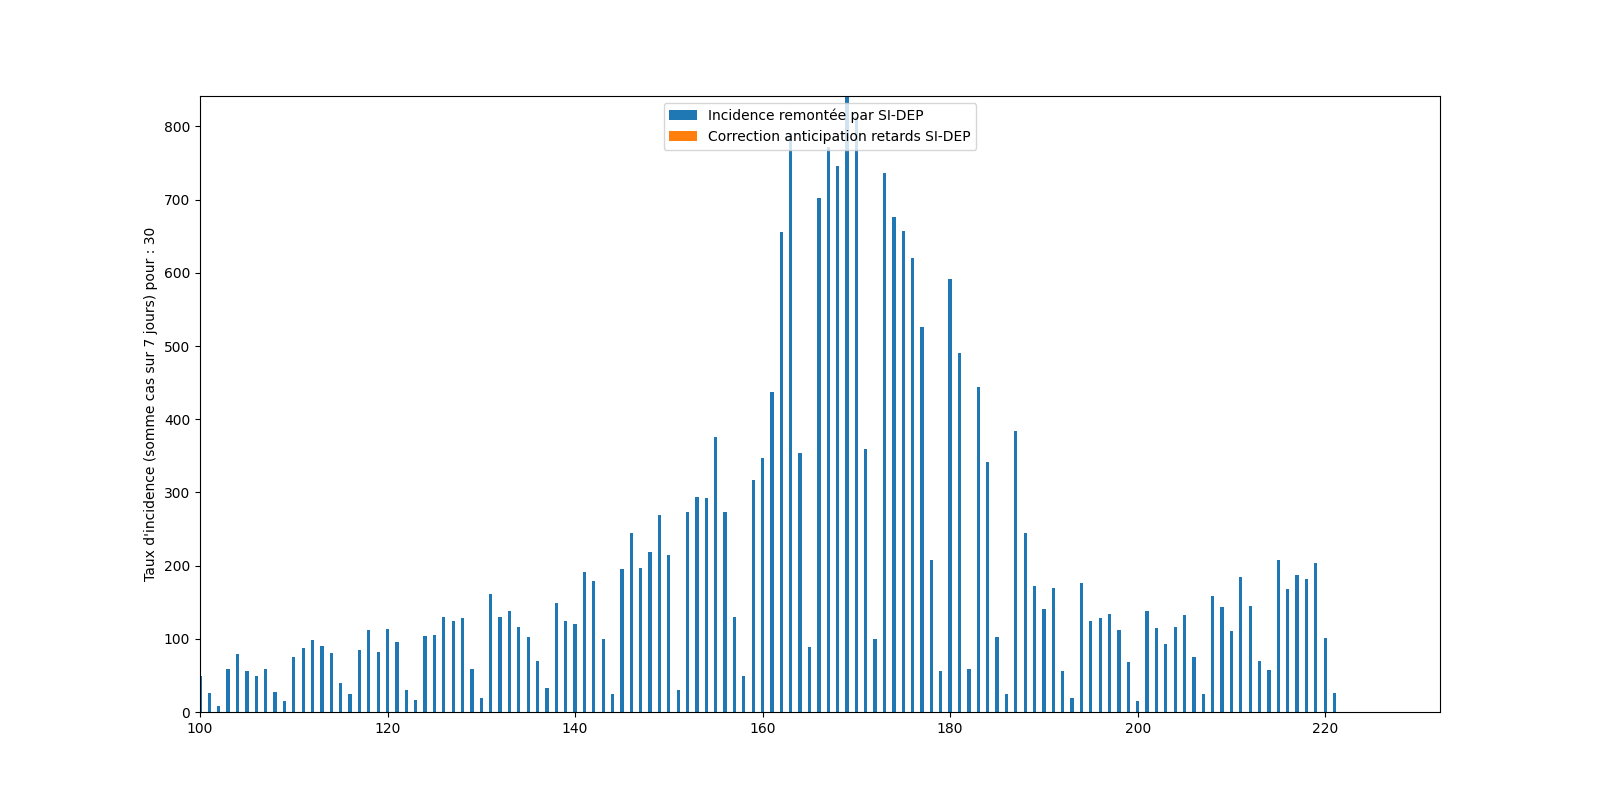 Incidence remontée par SI-DEP
Correction anticipation retards SI-DEP
Taux d'incidence (somme cas sur 7 jours) pour : 30
800
700
600
500
400
300
200
100
0
100 120 140 160 180 200 220